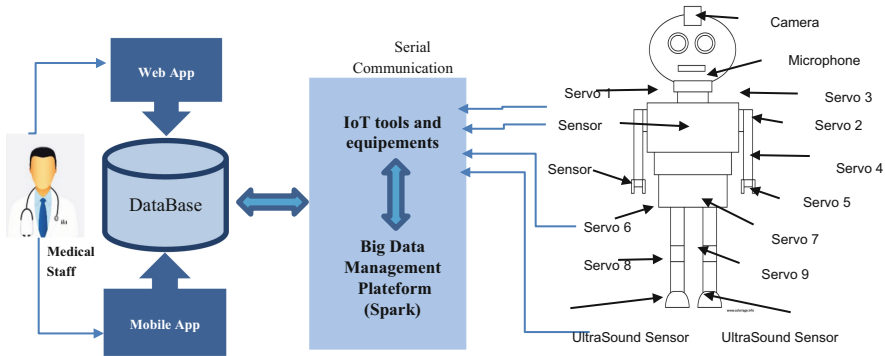 Web App
DataBase
Medical
Staff
Mobile App
Serial
Communication
IoT tools and
equipements
Big Data
Management
Plateform
(Spark)
Camera
Microphone
Servo 1
Servo 3
Sensor
Servo 2
Sensor
Servo 4
Servo 5
Servo 6
Servo 7
Servo 8
Servo 9
UltraSound Sensor
UltraSound Sensor